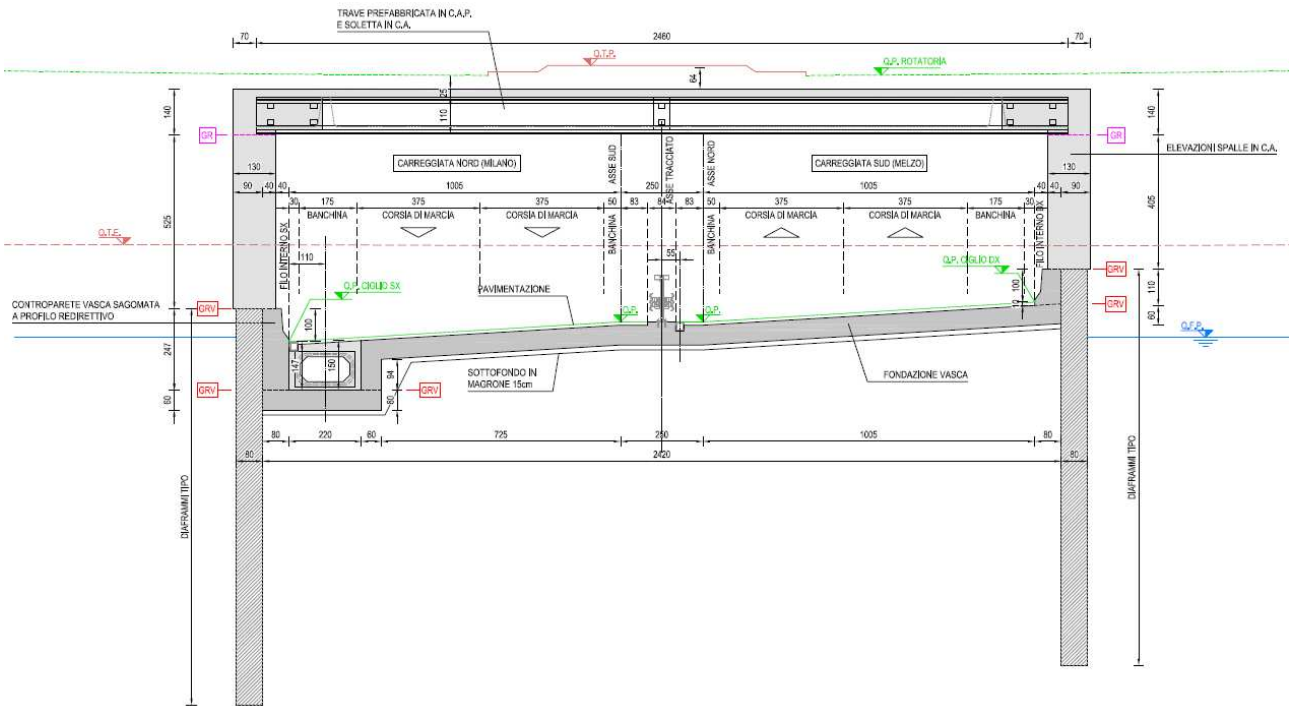 TRAVE PREFABBRICATA IN C.A.P.
E SOLETTA IN C.A.
70
2460
70
Q.T.P.
Q.P. ROTATORIA
64
140
25
110
140
GR
GR
CARREGGIATA NORD (MILANO)
ASSE SUD
ASSE TRACCIATO
ASSE NORD
CARREGGIATA SUD (MELZO)
ELEVAZIONI SPALLE IN C.A.
130
130
90
40
40
1005
250
1005
40
40
90
525
405
30
175
375
375
50
83
84
83
50
375
375
175
30
BANCHINA
CORSIA DI MARCIA
CORSIA DI MARCIA
BANCHINA
BANCHINA
CORSIA DI MARCIA
CORSIA DI MARCIA
BANCHINA
FILO INTERNO SX
FILO INTERNO DX
Q.T.F.
110
55
Q.P. CIGLIO DX
GRV
Q.P. CIGLIO SX
PAVIMENTAZIONE
100
110
CONTROPARETE VASCA SAGOMATA
A PROFILO REDIRETTIVO
GRV
Q.P.
Q.P.
10
GRV
60
100
Q.F.P.
247
147
150
SOTTOFONDO IN
MAGRONE 15cm
FONDAZIONE VASCA
94
GRV
GRV
60
80
80
220
60
725
250
1005
80
80
2420
80
DIAFRAMMI TIPO
DIAFRAMMI TIPO